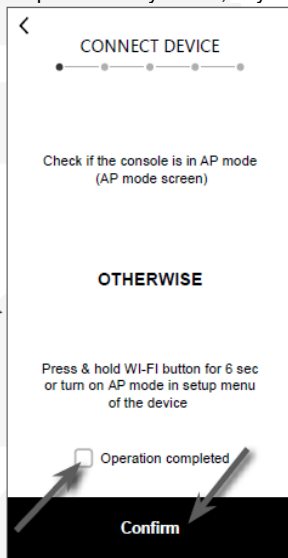 CONNECT DEVICE
Check if the console is in AP mode
(AP mode screen)
OTHERWISE
Press & hold WI-FI button for 6 sec
or turn on AP mode in setup menu
of the device
Operation completed
Confirm